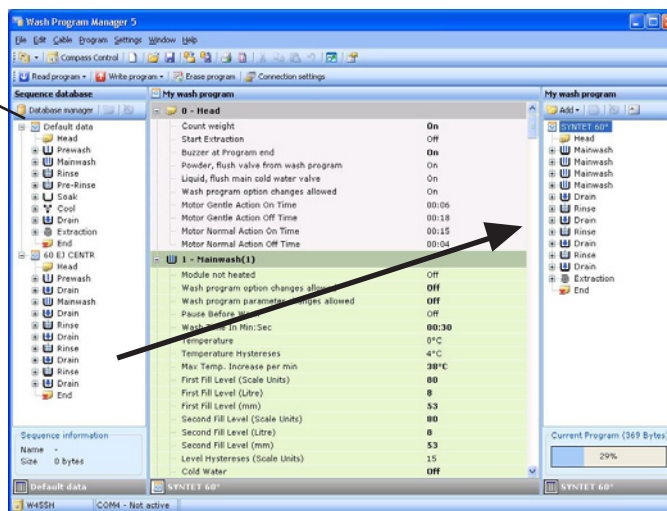 Wash Program Manager 5
File Edit Cable Program Settings Window Help
Compass Control
Read program Write program Erase program Connection settings
Sequence database
Database manager
Default data
Head
Prewash
Mainwash
Rinse
Pre-Rinse
Soak
Cool
Drain
Extraction
End
60 EJ CENTR
Head
Prewash
Drain
Mainwash
Drain
Rinse
Drain
Rinse
Drain
Rinse
Drain
End
Sequence information
Name -
Size 0 bytes
Default data
My wash program
0 - Head
Count weight On
Start Extraction Off
Buzzer at Program end On
Powder, flush valve from wash program On
Liquid, flush main cold water valve On
Wash program option changes allowed On
Motor Gentle Action On Time 00:06
Motor Gentle Action Off Time 00:18
Motor Normal Action On Time 00:15
Motor Normal Action Off Time 00:04
1 - Mainwash(1)
Module not heated Off
Wash program option changes allowed Off
Wash program parameter changes allowed Off
Pause Before Off
In Min:Sec 00:30
Temperature 0°C
Temperature Hystereses 4°C
Max Temp. Increase per min 38°C
First Fill Level (Scale Units) 80
First Fill Level (Litre) 8
First Fill Level (mm) 53
Second Fill Level (Scale Units) 80
Second Fill Level (Litre) 8
Second Fill Level (mm) 53
Level Hystereses (Scale Units) 15
Cold Water Off
SYNTET 60°
My wash program
Add
SYNTET 60°
Head
Mainwash
Mainwash
Mainwash
Mainwash
Drain
Rinse
Drain
Rinse
Drain
Rinse
Drain
Extraction
End
Current Program (369 Bytes)
29%
SYNTET 60°
W4SSH COM4 - Not active